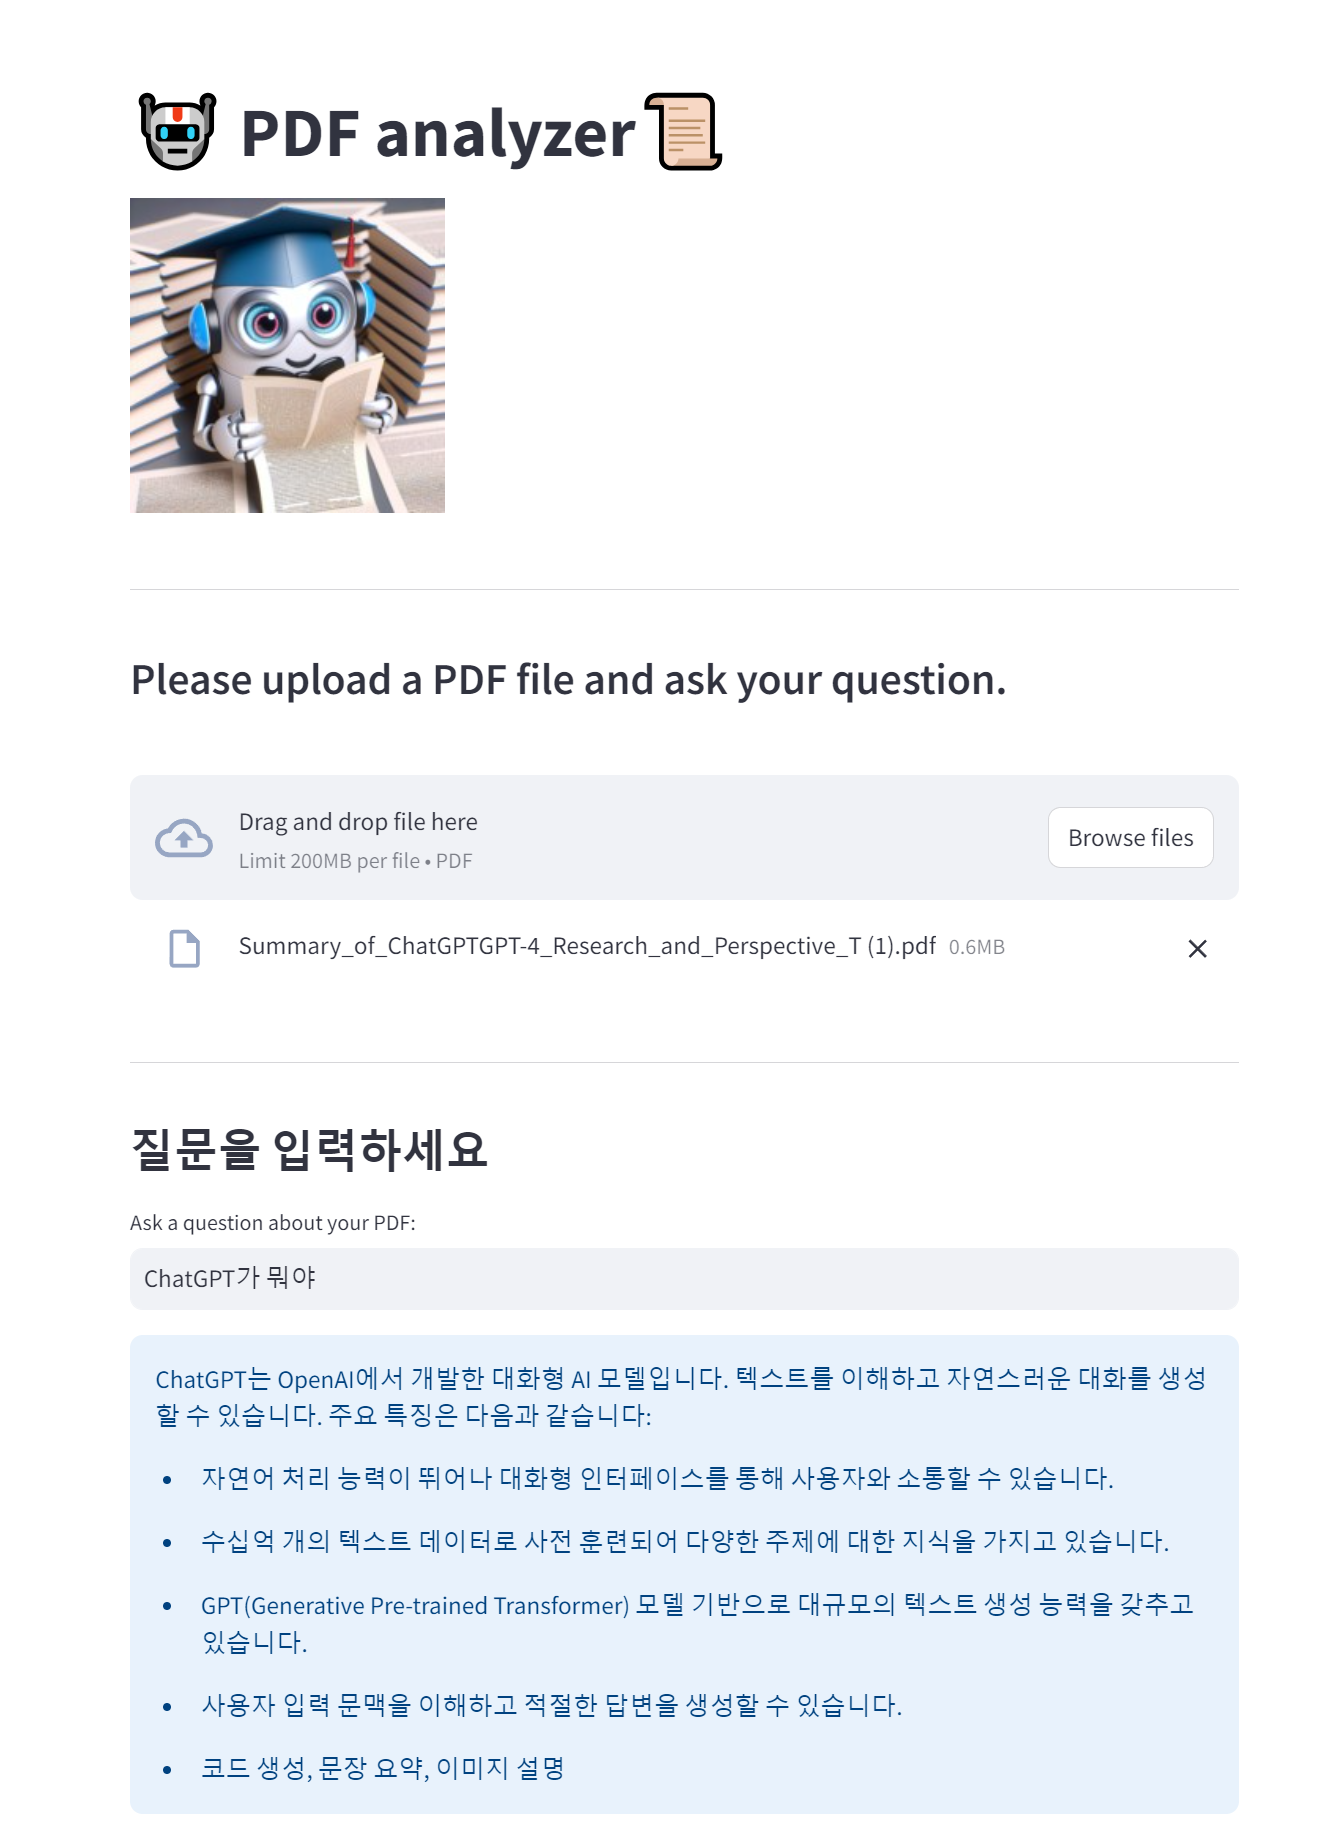 PDF analyzer
Please upload a PDF file and ask your question.
Drag and drop file here
Limit 200MB per file • PDF
Browse files
Summary_of_ChatGPTGPT-4_Research_and_Perspective_T (1).pdf 0.6MB
질문을 입력하세요
Ask a question about your PDF:
ChatGPT가 뭐야
ChatGPT는 OpenAI에서 개발한 대화형 AI 모델입니다. 텍스트를 이해하고 자연스러운 대화를 생성
할 수 있습니다. 주요 특징은 다음과 같습니다:
• 자연어 처리 능력이 뛰어나 대화형 인터페이스를 통해 사용자와 소통할 수 있습니다.
• 수십억 개의 텍스트 데이터로 사전 훈련되어 다양한 주제에 대한 지식을 가지고 있습니다.
• GPT(Generative Pre-trained Transformer) 모델 기반으로 대규모의 텍스트 생성 능력을 갖추고
있습니다.
• 사용자 입력 문맥을 이해하고 적절한 답변을 생성할 수 있습니다.
• 코드 생성, 문장 요약, 이미지 설명